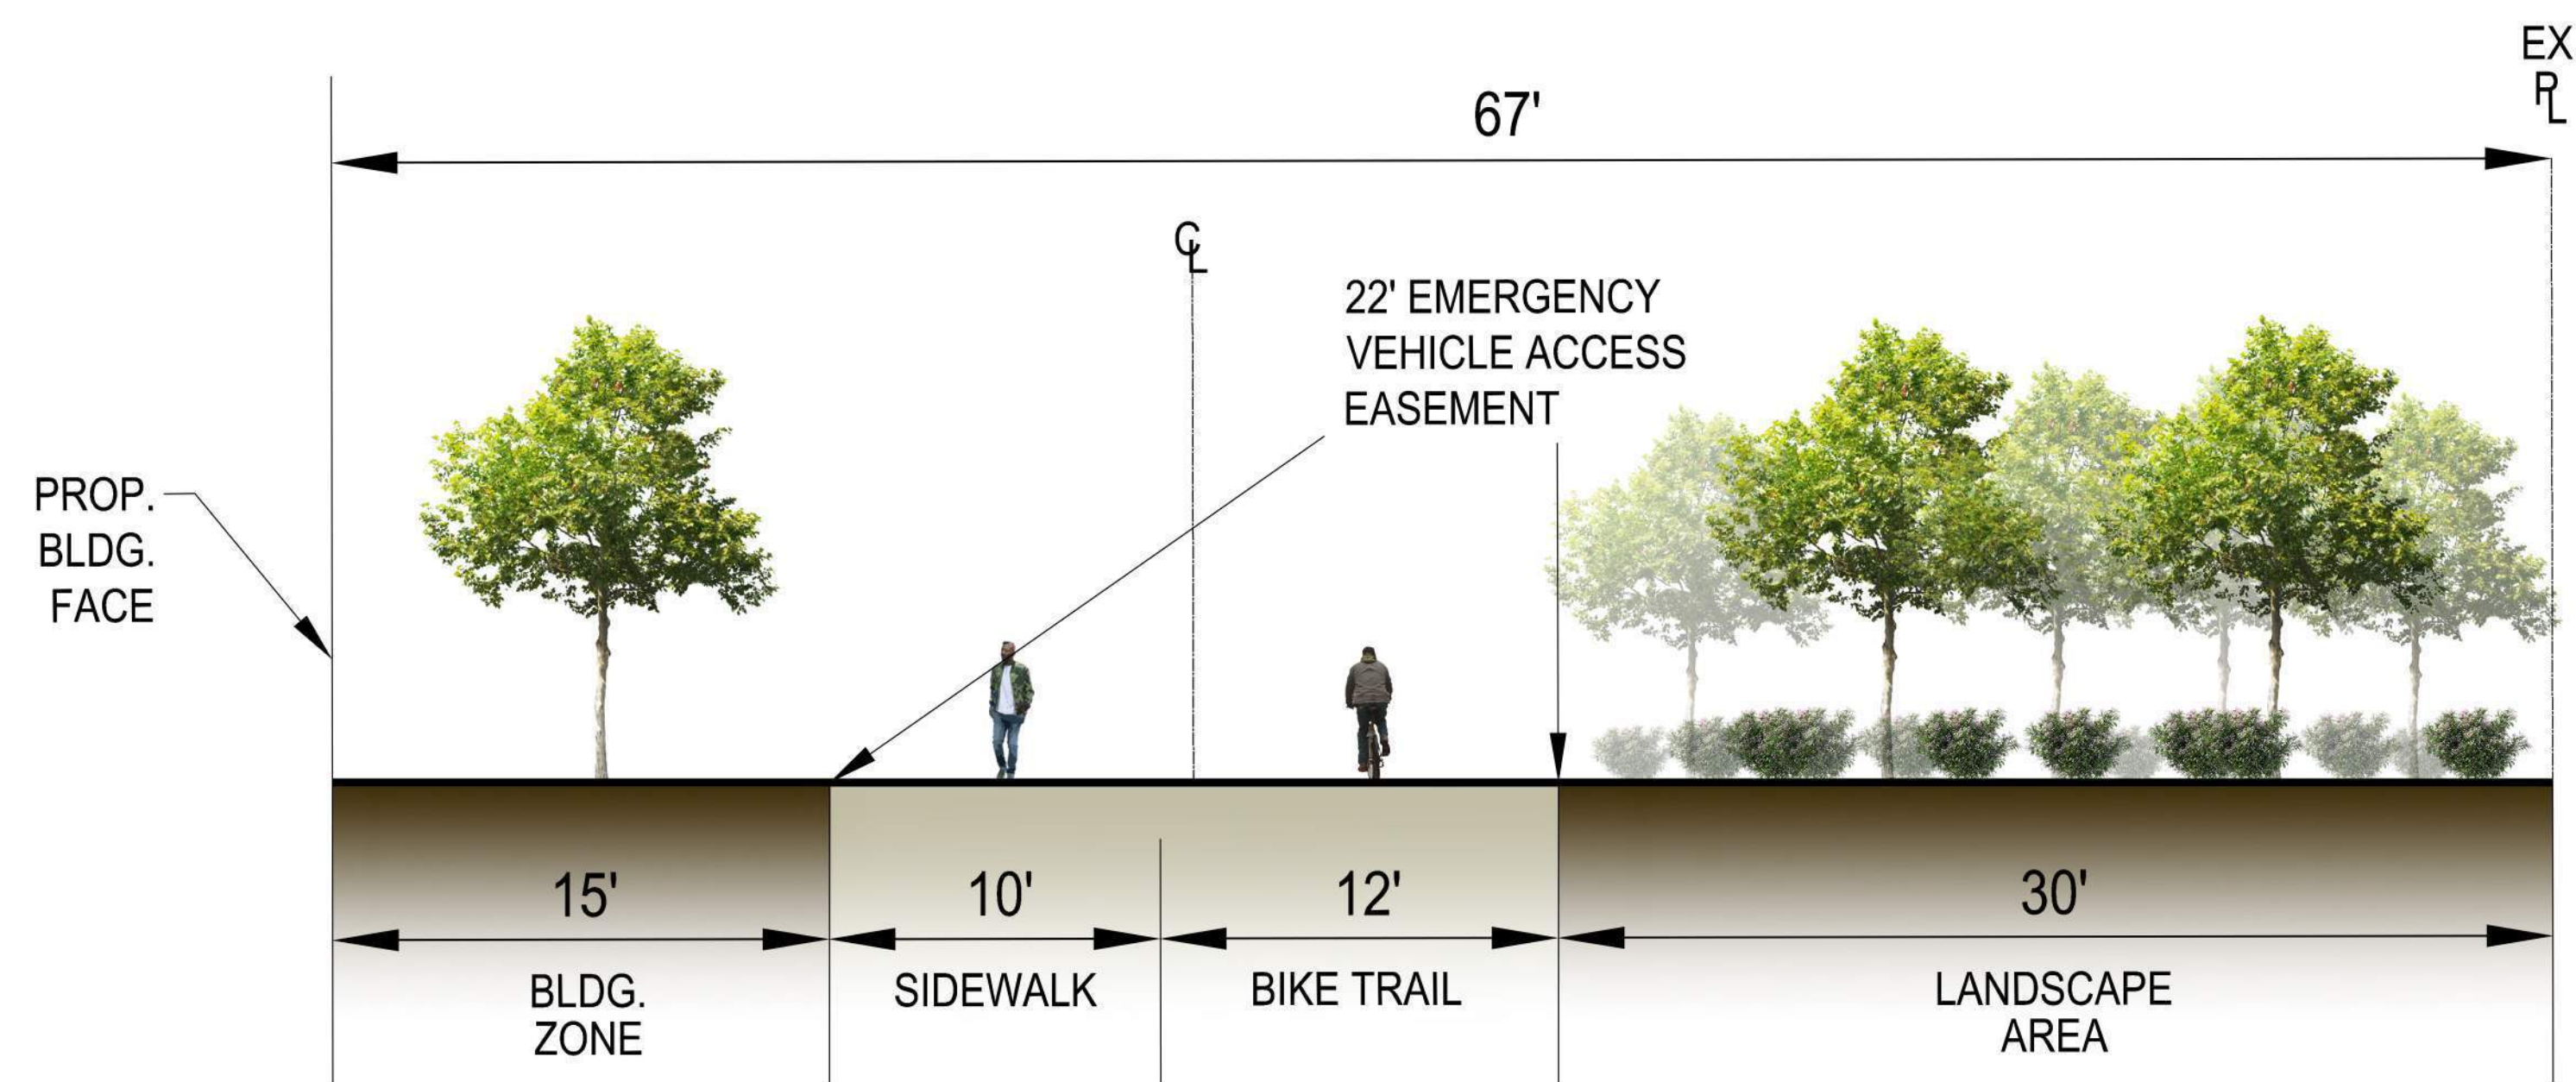 EX
PL
67'
CL
22' EMERGENCY
VEHICLE ACCESS
EASEMENT
PROP.
BLDG.
FACE
15'
10'
12'
30'
BLDG.
ZONE
SIDEWALK
BIKE TRAIL
LANDSCAPE
AREA